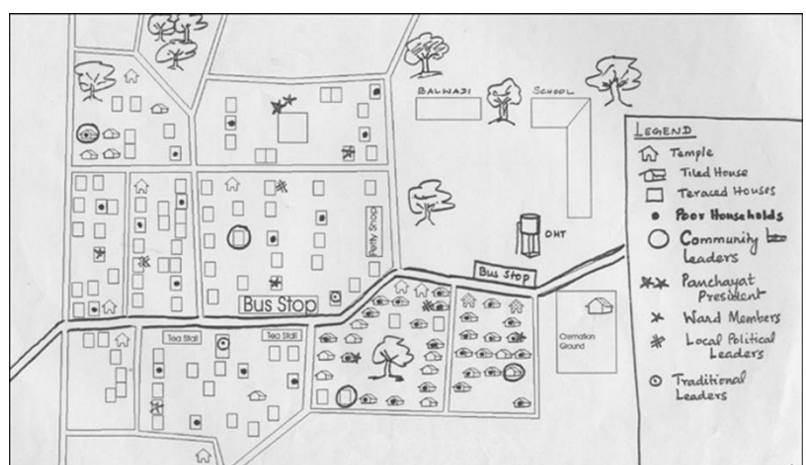 BALWADI
SCHOOL
Petty Shop
OHT
Bus Stop
Bus Stop
Tea Stall
Tea Stall
Cremation
Ground
LEGEND
Temple
Tiled House
Teraced Houses
Poor Households
Community
Leaders
Panchayat
President
Ward Members
Local Political
Leaders
Traditional
Leaders